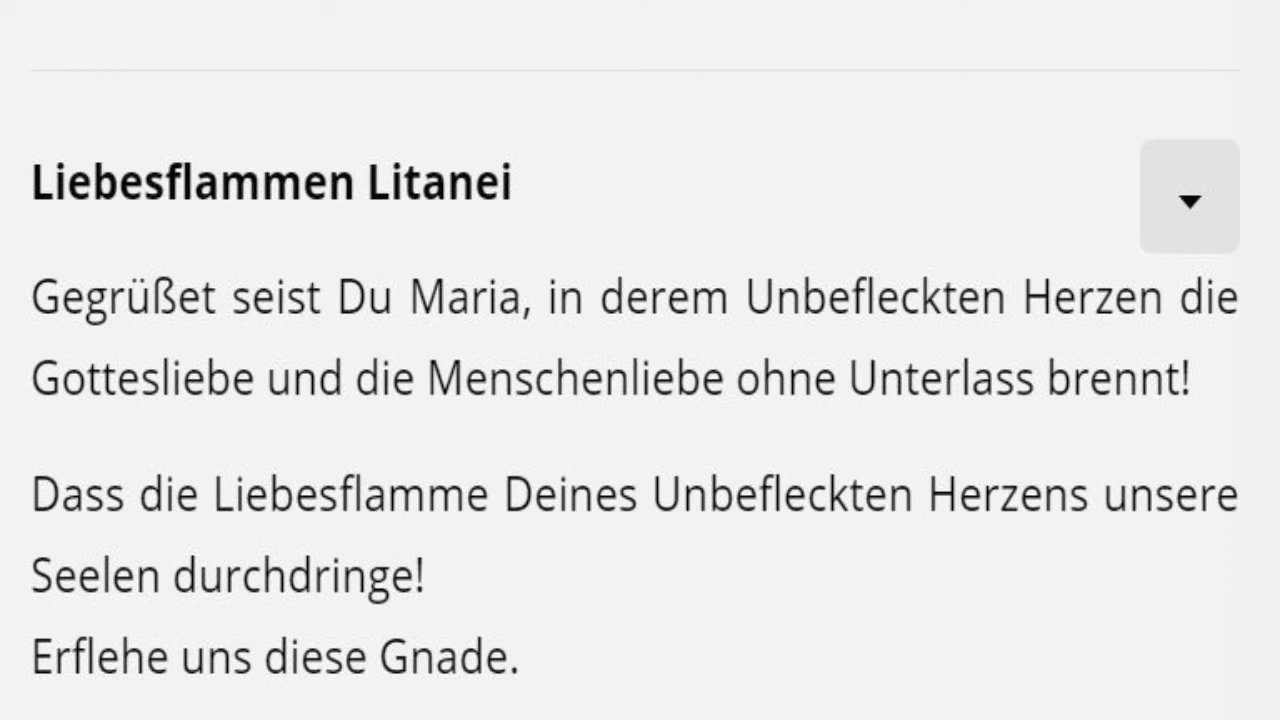 Liebesflammen Litanei
Gegrüßet seist Du Maria, in derem Unbefleckten Herzen die
Gottesliebe und die Menschenliebe ohne Unterlass brennt!
Dass die Liebesflamme Deines Unbefleckten Herzens unsere
Seelen durchdringe!
Erflehe uns diese Gnade.